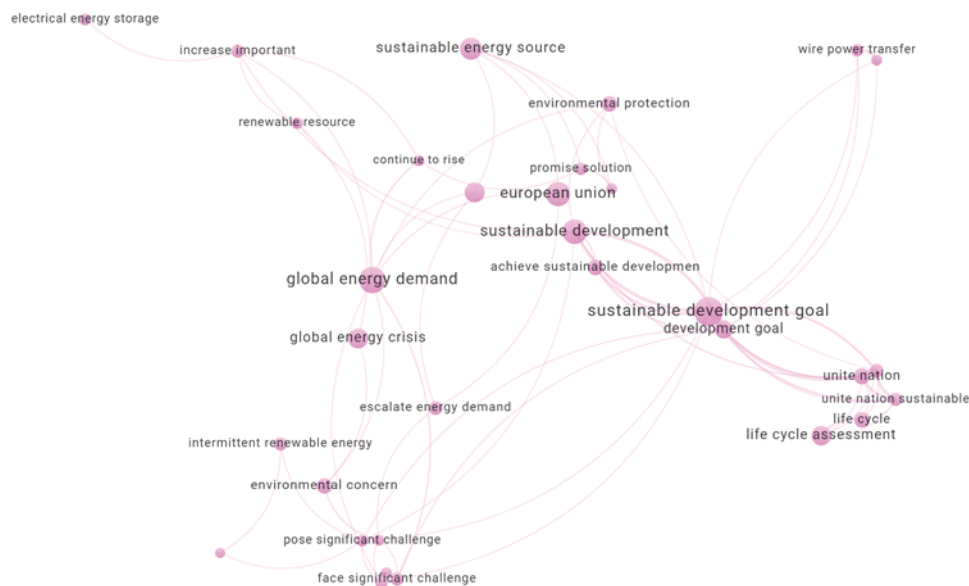 electrical energy storage
increase important
sustainable energy source
wire power transfer
environmental protection
renewable resource
continue to rise
promise solution
european union
sustainable development
achieve sustainable developmen
global energy demand
sustainable development goal
development goal
global energy crisis
unite nation
unite nation sustainable
escalate energy demand
life cycle
life cycle assessment
intermittent renewable energy
environmental concern
pose significant challenge
face significant challenge